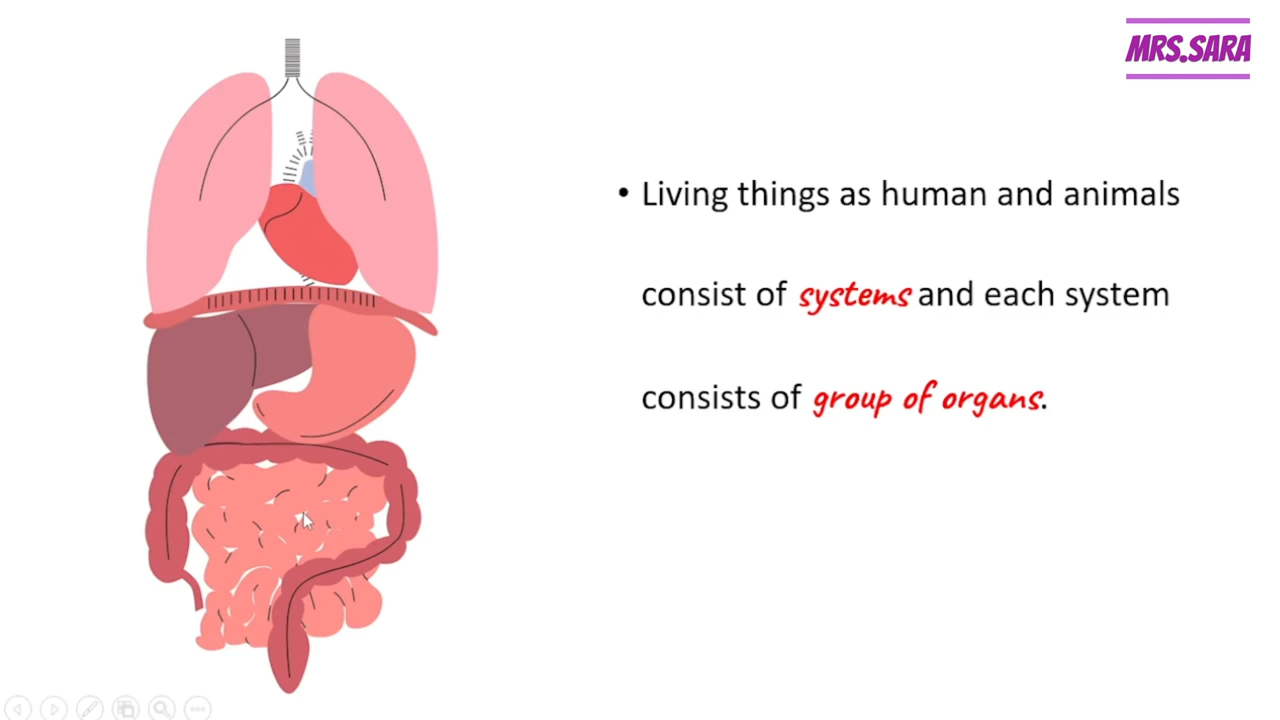 MRS.SARA
• Living things as human and animals
consist of systems and each system
consists of group of organs.